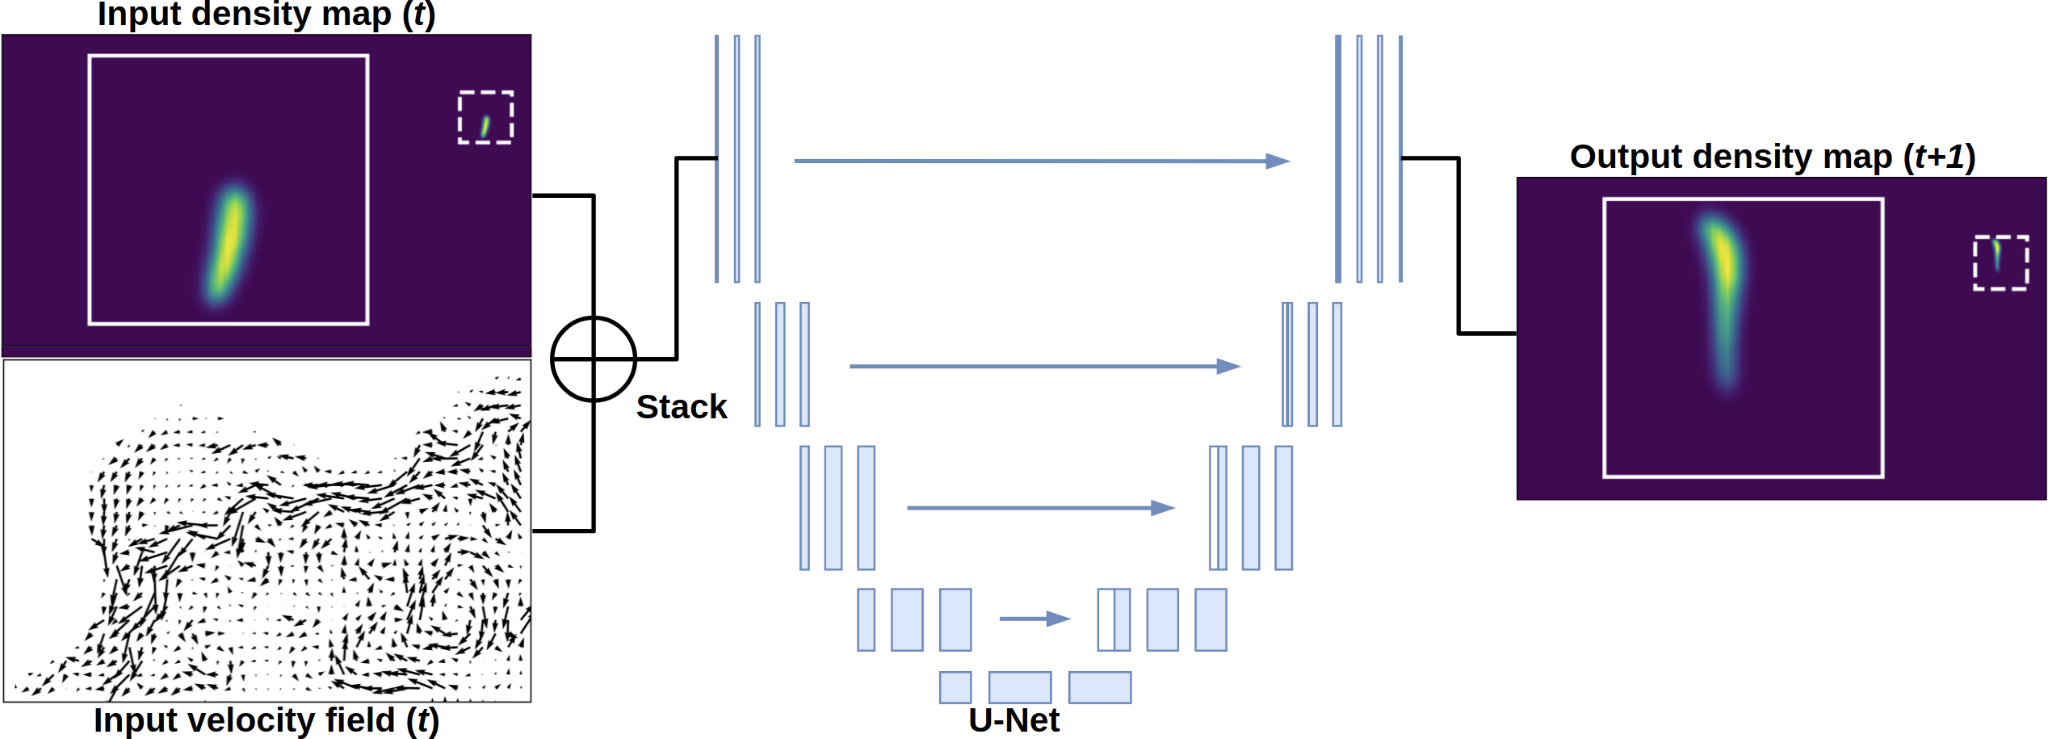 Input density map (t)
Stack
Input velocity field (t)
U-Net
Output density map (t+1)